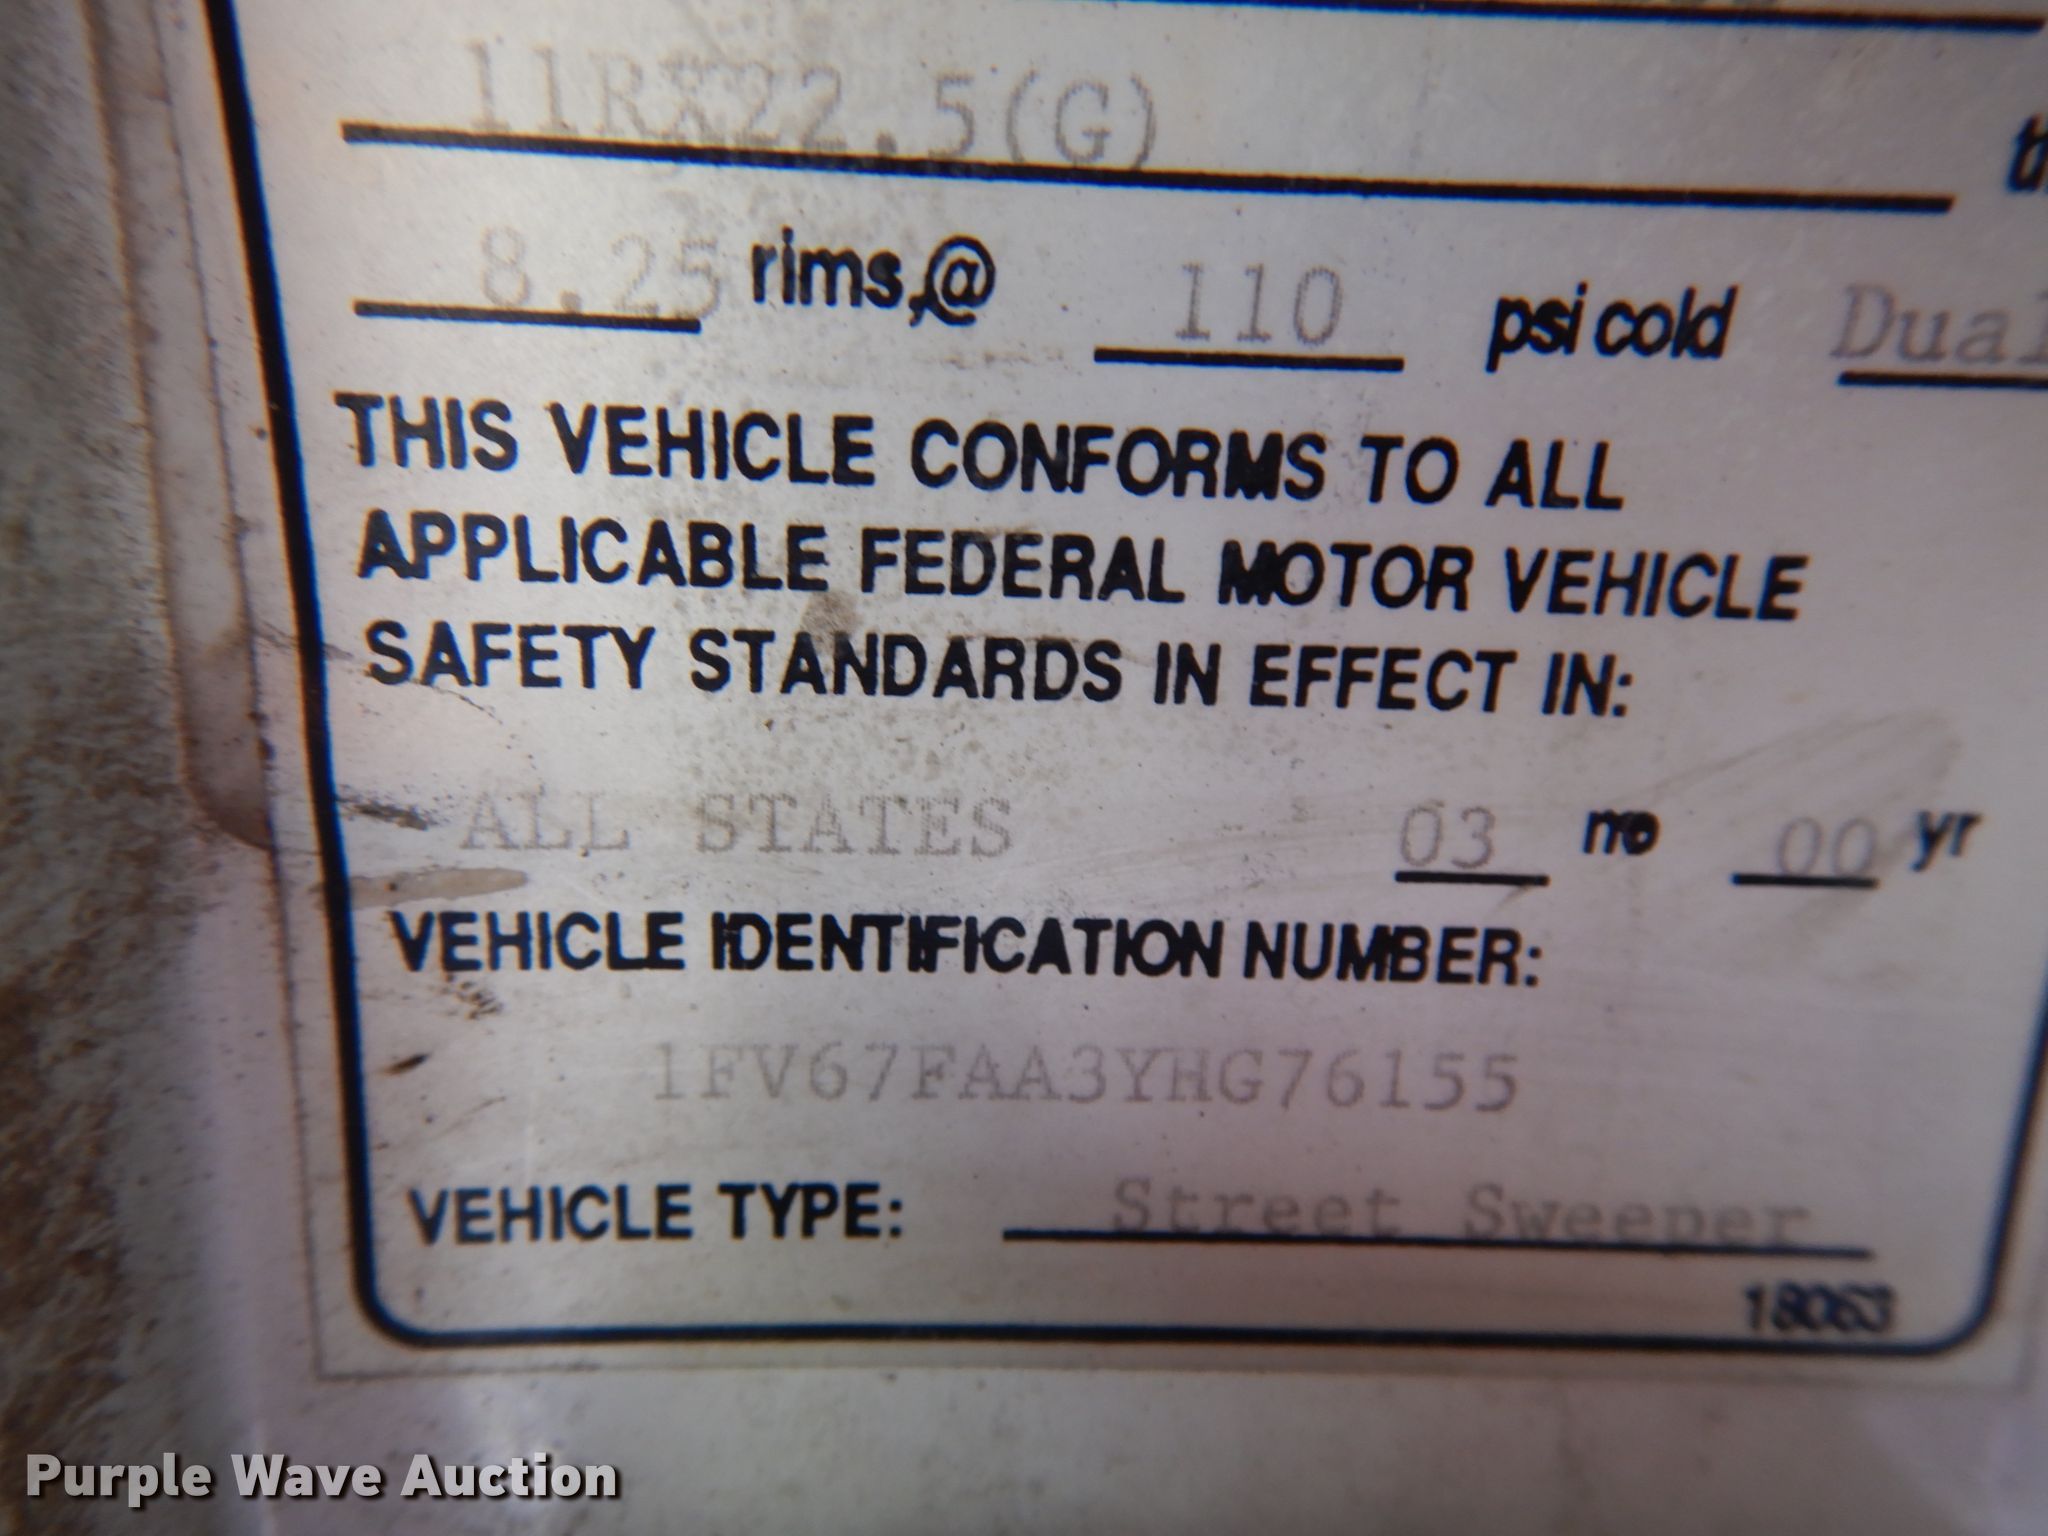 11RX22.5(G)
8.25 rims,@ 110 psi cold Dual
THIS VEHICLE CONFORMS TO ALL
APPLICABLE FEDERAL MOTOR VEHICLE
SAFETY STANDARDS IN EFFECT IN:
ALL STATES 03 mo 00 yr
VEHICLE IDENTIFICATION NUMBER:
1FV67FAA3YHG76155
VEHICLE TYPE: Street Sweeper
18063
Purple Wave Auction